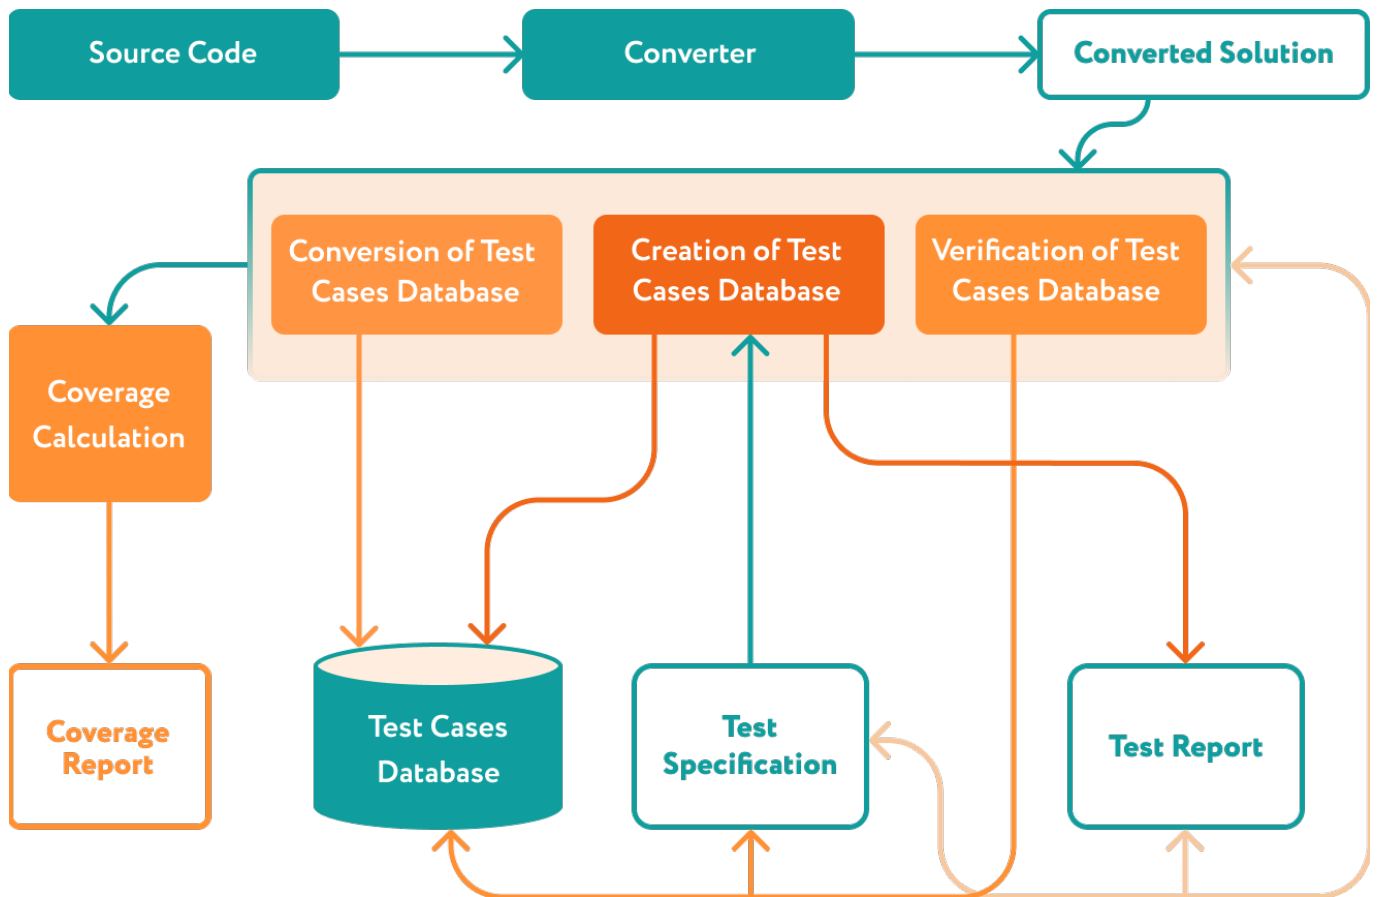 Source Code
Converter
Converted Solution
Conversion of Test
Cases Database
Creation of Test
Cases Database
Verification of Test
Cases Database
Coverage
Calculation
Coverage
Report
Test Cases
Database
Test
Specification
Test Report